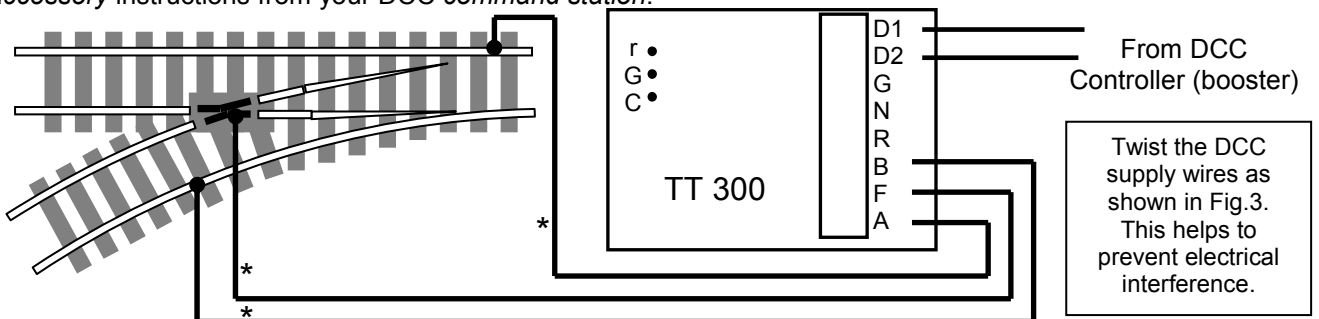 accessory instructions from your DCC command station.
D1
D2
G
N
R
B
F
A
r
G
C
TT 300
From DCC
Controller (booster)
Twist the DCC
supply wires as
shown in Fig.3.
This helps to
prevent electrical
interference.
*
*
*